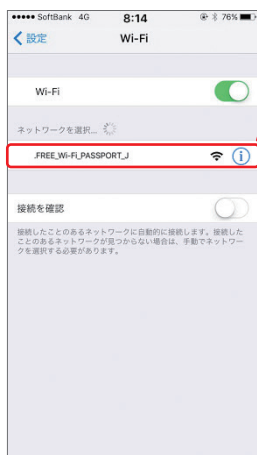 ●●●●● SoftBank 4G 8:14 76%
設定 Wi-Fi
Wi-Fi
ネットワークを選択...
.FREE_Wi-Fi_PASSPORT_J
接続を確認
接続したことのあるネットワークに自動的に接続します。接続した
ことのあるネットワークが見つからない場合は、手動でネットワー
クを選択する必要があります。